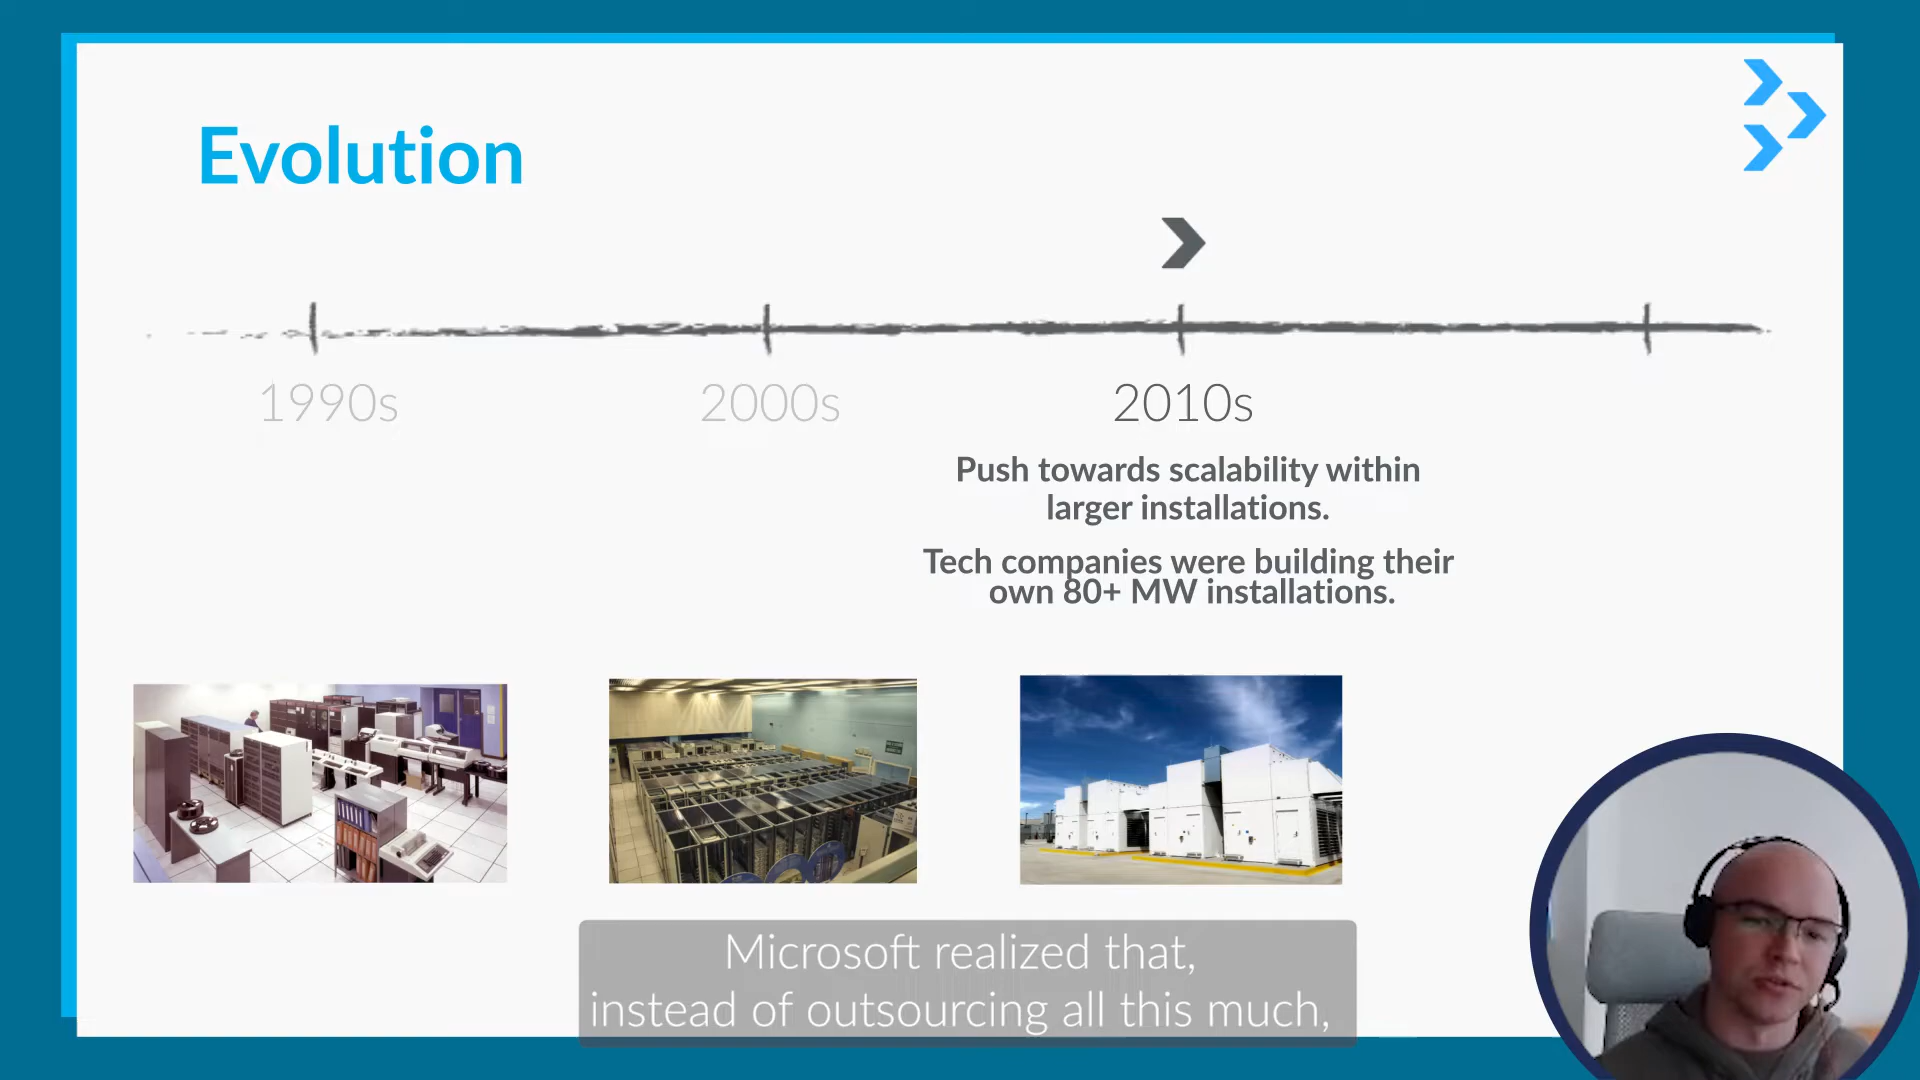 Evolution
1990s
2000s
2010s
Push towards scalability within
larger installations.
Tech companies were building their
own 80+ MW installations.
Microsoft realized that,
instead of outsourcing all this much,